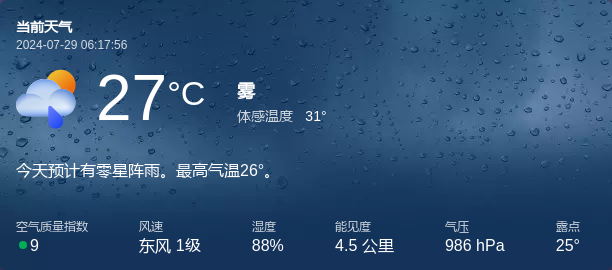 当前天气
2024-07-29 06:17:56
27°C
雾
体感温度 31°
今天预计有零星阵雨。最高气温26°。
空气质量指数 风速 湿度 能见度 气压 露点
9 东风 1级 88% 4.5 公里 986 hPa 25°